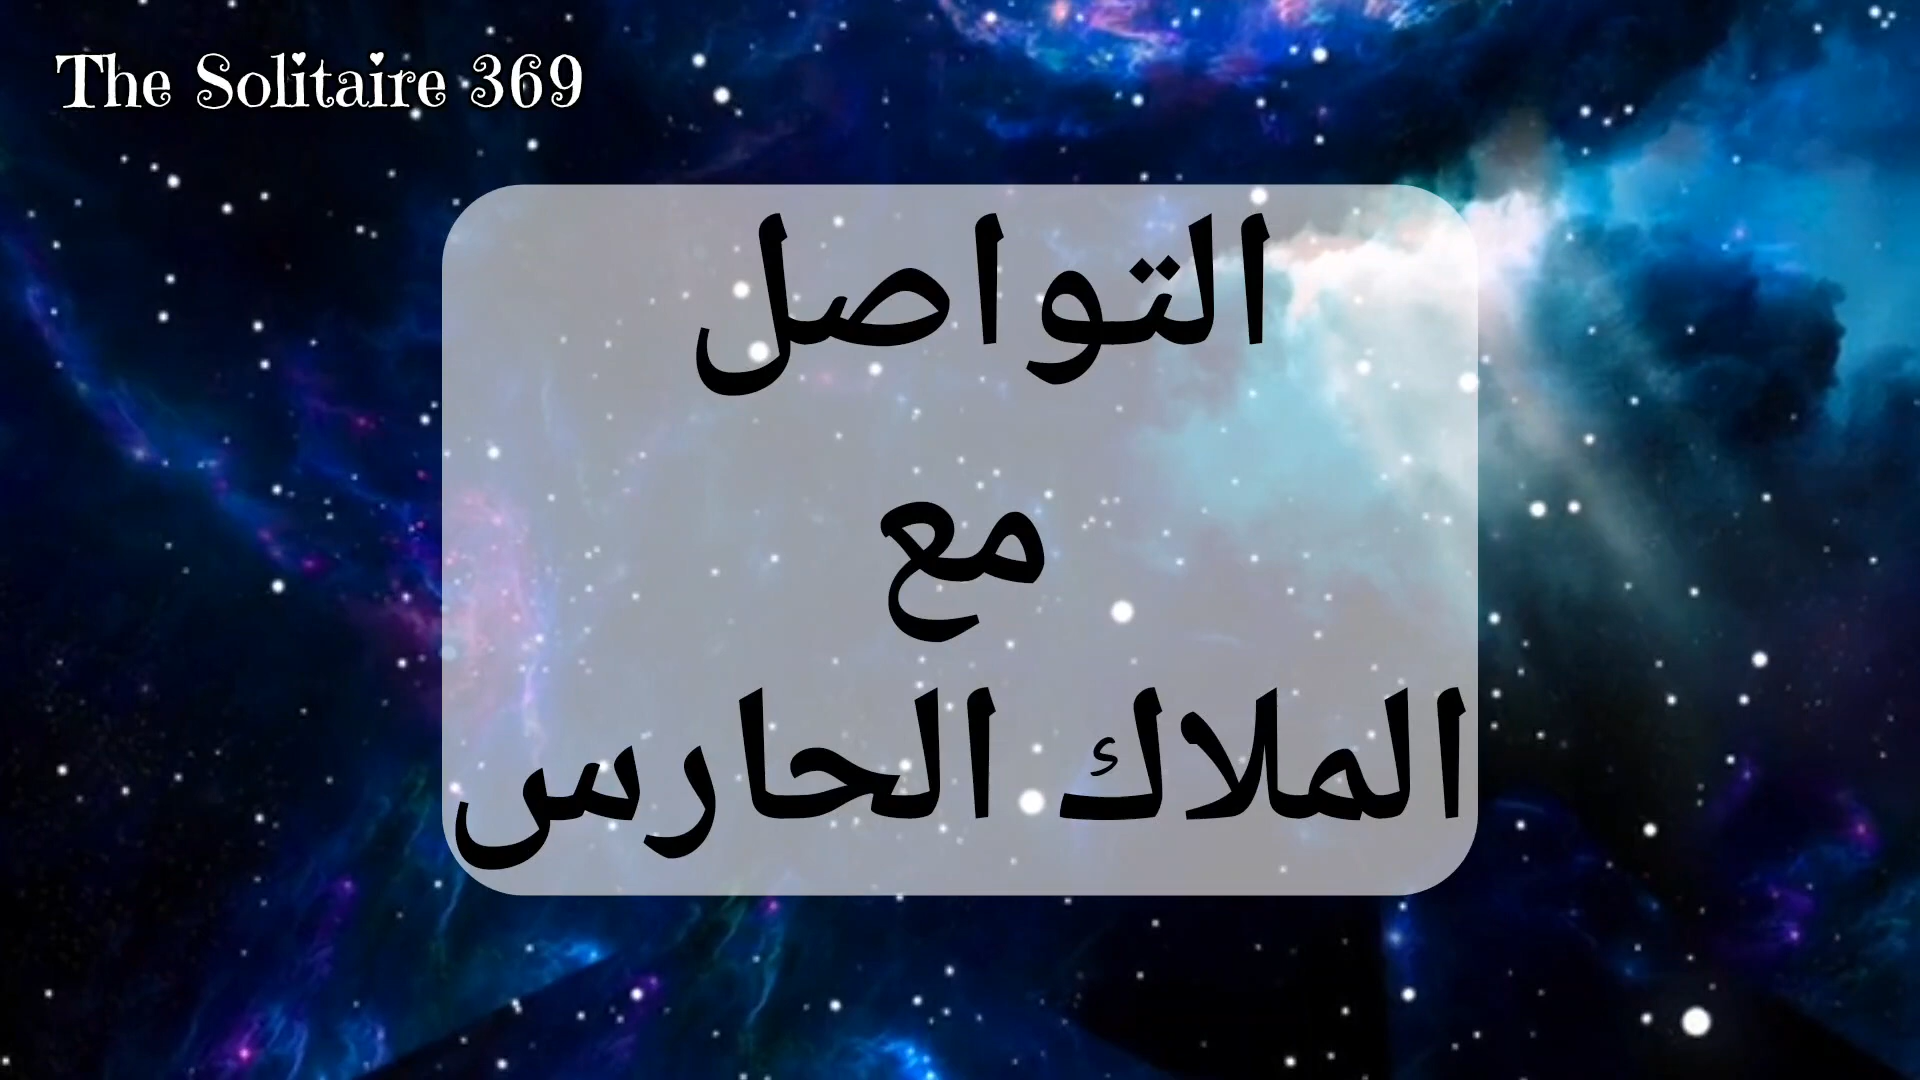 The Solitaire 369
التواصل
مع
الملاك الحارس